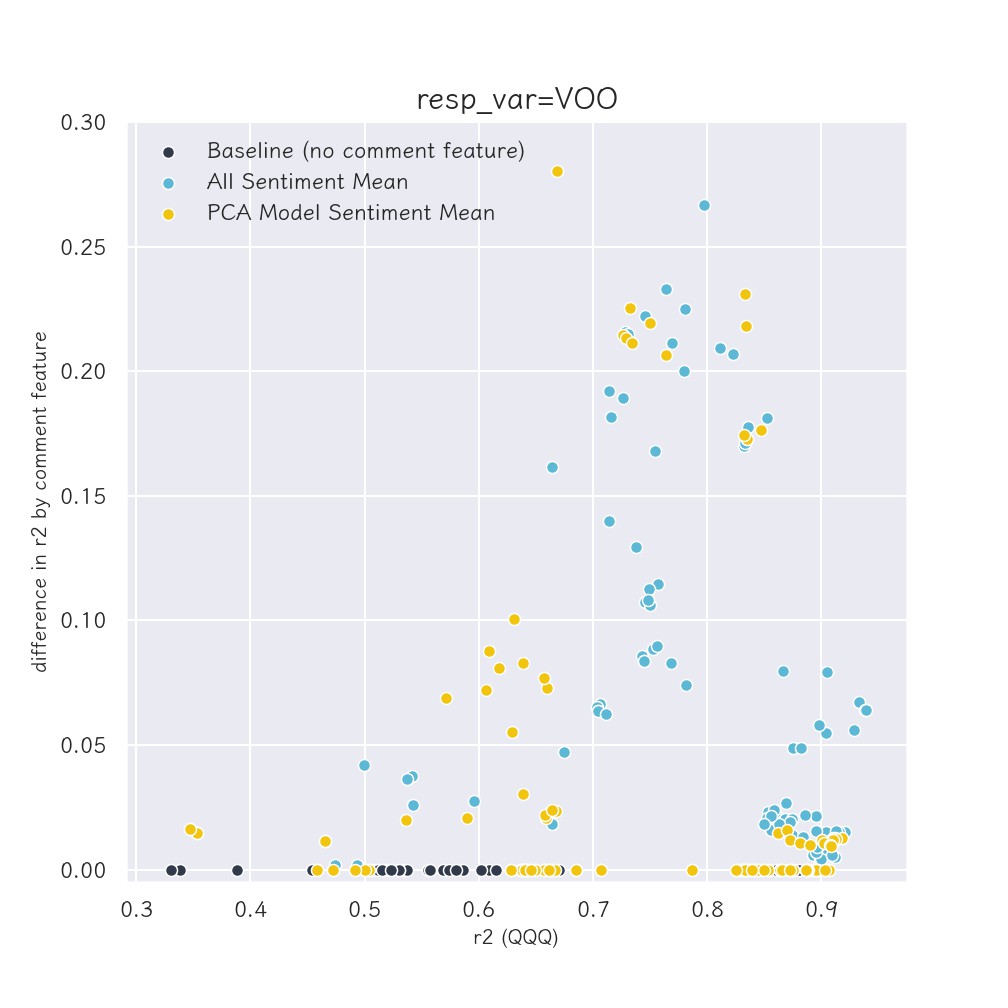 resp_var=VOO
0.30
0.25
0.20
0.15
0.10
0.05
0.00
difference in r2 by comment feature
Baseline (no comment feature)
All Sentiment Mean
PCA Model Sentiment Mean
0.3 0.4 0.5 0.6 0.7 0.8 0.9
r2 (QQQ)